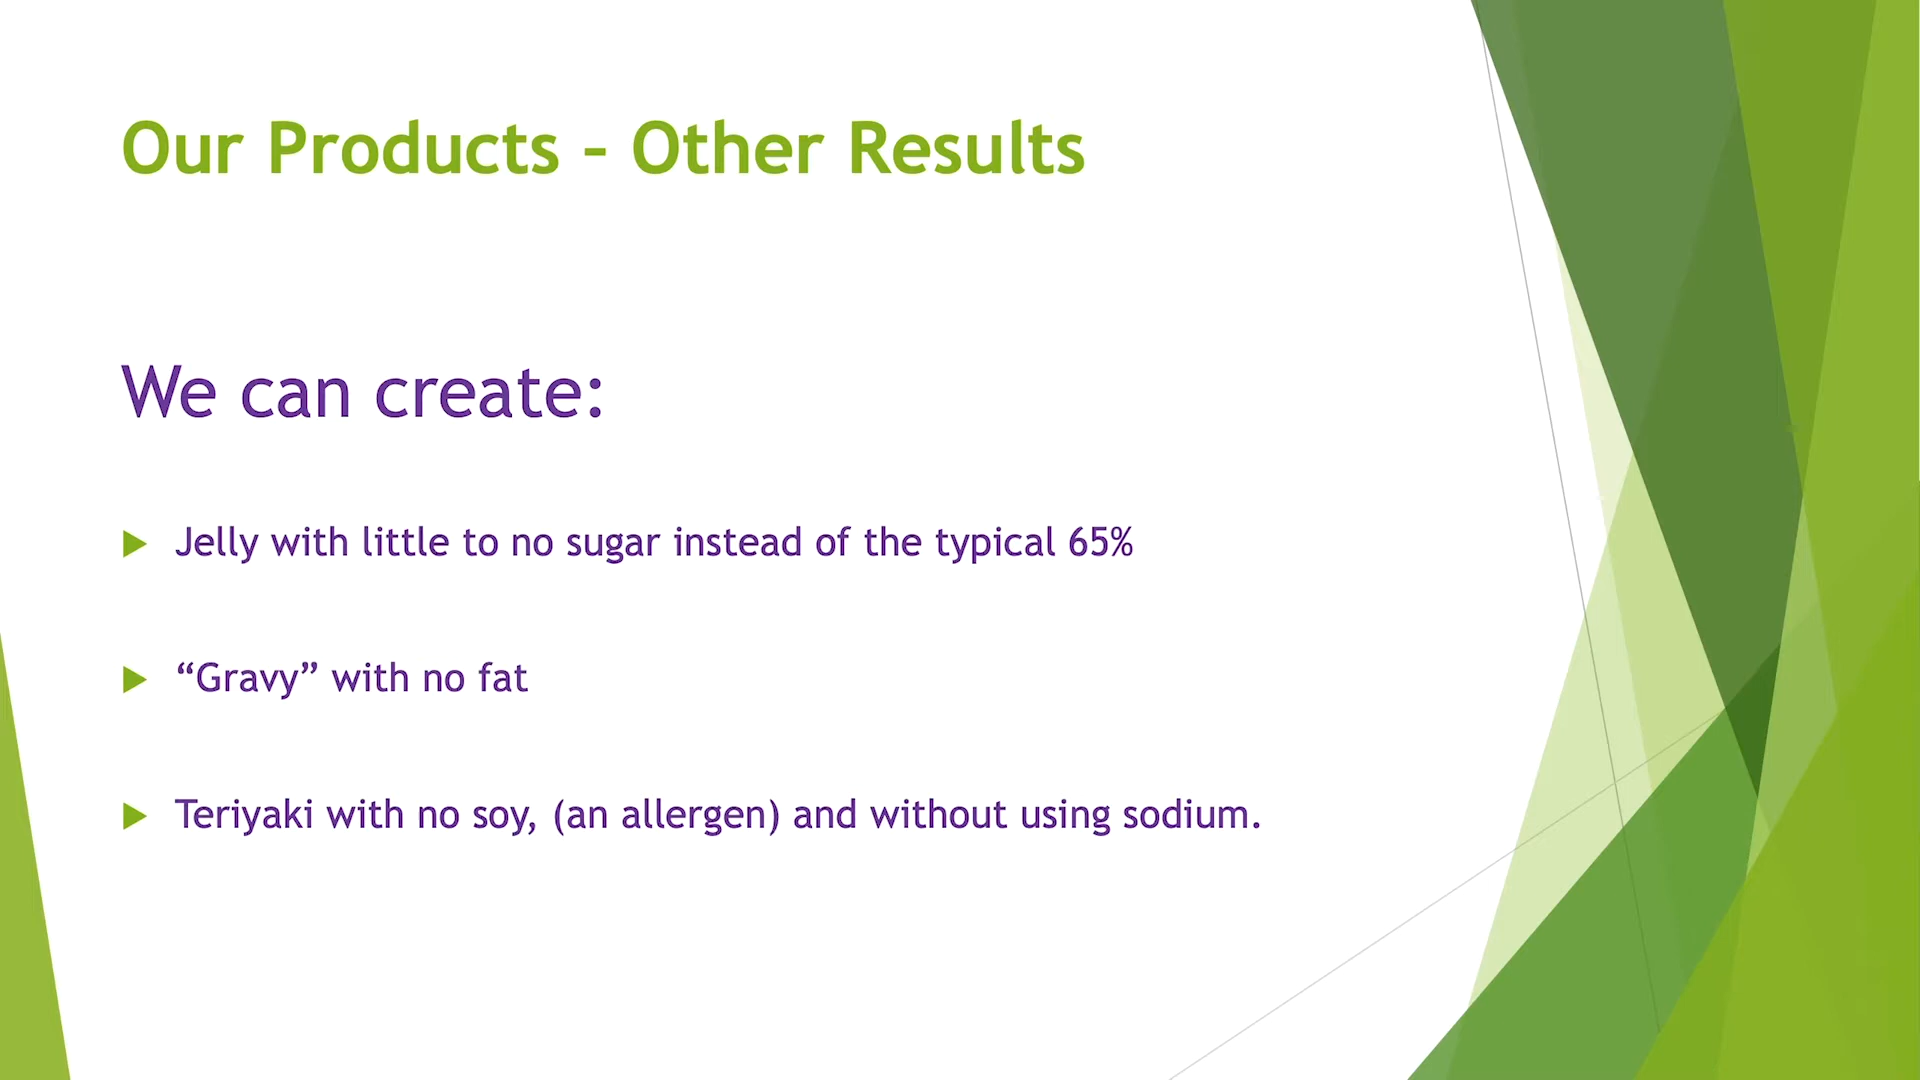 Our Products – Other Results
We can create:
Jelly with little to no sugar instead of the typical 65%
“Gravy” with no fat
Teriyaki with no soy, (an allergen) and without using sodium.